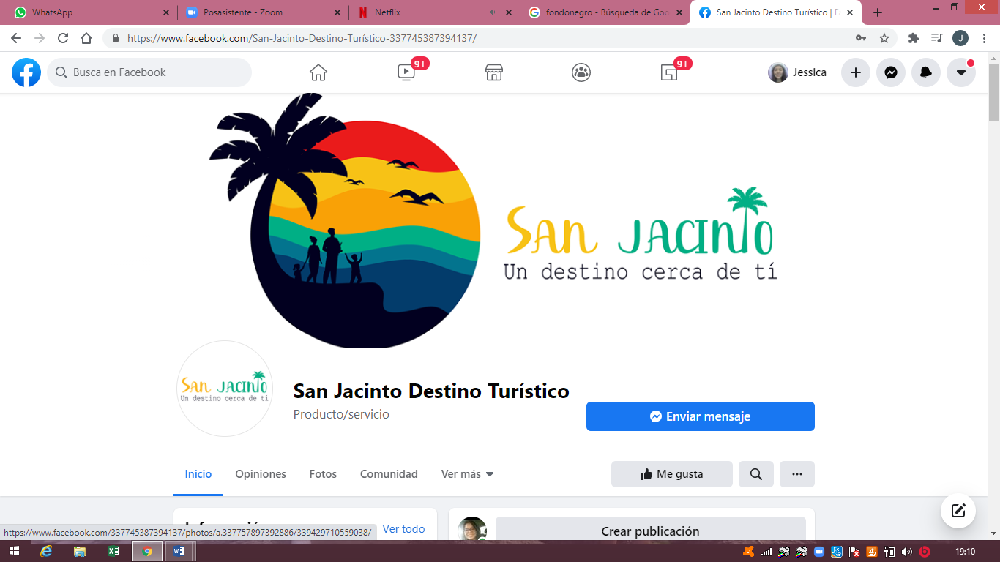 WhatsApp
Posasistente - Zoom
Netflix
fondonegro - Búsqueda de Goo
San Jacinto Destino Turístico | F
https://www.facebook.com/San-Jacinto-Destino-Turístico-337745387394137/
J
Busca en Facebook
9+
9+
Jessica
San Jacinto
Un destino cerca de tí
San Jacinto
Un destino cerca de tí
San Jacinto Destino Turístico
Producto/servicio
Enviar mensaje
Inicio
Opiniones
Fotos
Comunidad
Ver más
Me gusta
Ver todo
Crear publicación
https://www.facebook.com/337745387394137/photos/a.337757897392886/339429710559038/
19:10